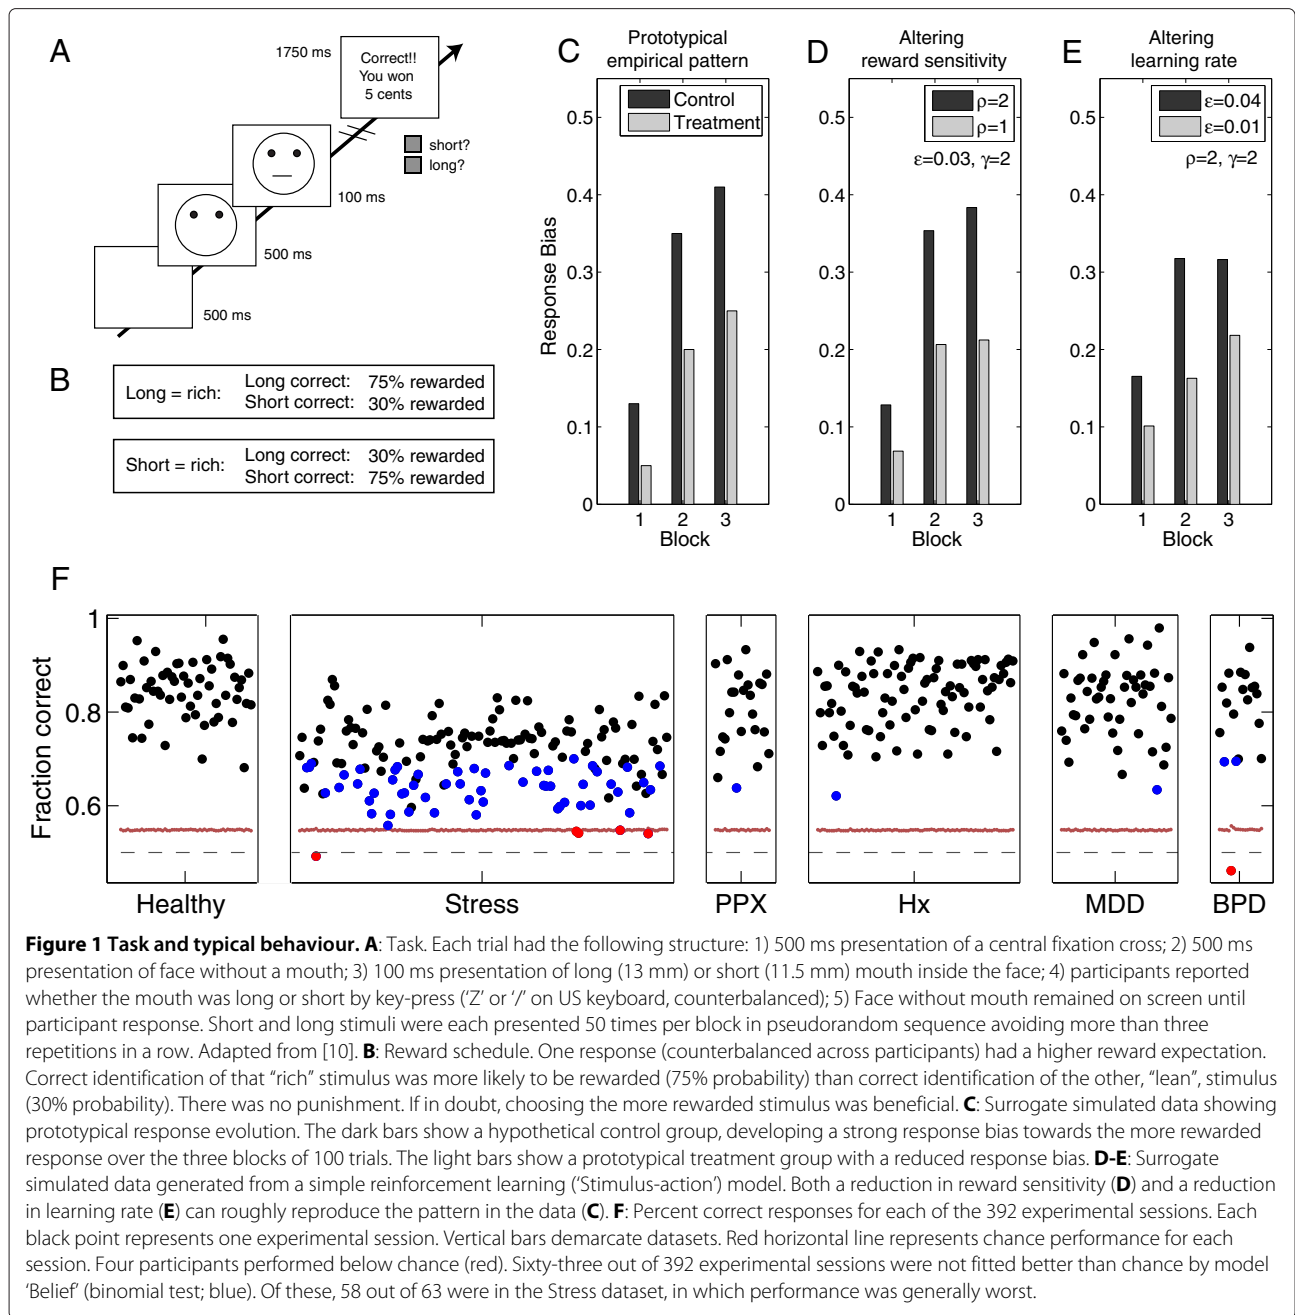 A
1750 ms
Correct!!
You won
5 cents
short?
long?
100 ms
500 ms
500 ms
B
Long = rich: Long correct: 75% rewarded
Short correct: 30% rewarded
Short = rich: Long correct: 30% rewarded
Short correct: 75% rewarded
C
Prototypical
empirical pattern
Control
Treatment
Response Bias
0.5
0.4
0.3
0.2
0.1
0
1 2 3
Block
D
Altering
reward sensitivity
ρ=2
ρ=1
ε=0.03, γ=2
0.5
0.4
0.3
0.2
0.1
0
1 2 3
Block
E
Altering
learning rate
ε=0.04
ε=0.01
ρ=2, γ=2
0.5
0.4
0.3
0.2
0.1
0
1 2 3
Block
F
Fraction correct
1
0.8
0.6
Healthy Stress PPX Hx MDD BPD
Figure 1 Task and typical behaviour. A: Task. Each trial had the following structure: 1) 500 ms presentation of a central fixation cross; 2) 500 ms
presentation of face without a mouth; 3) 100 ms presentation of long (13 mm) or short (11.5 mm) mouth inside the face; 4) participants reported
whether the mouth was long or short by key-press (‘Z’ or ‘/’ on US keyboard, counterbalanced); 5) Face without mouth remained on screen until
participant response. Short and long stimuli were each presented 50 times per block in pseudorandom sequence avoiding more than three
repetitions in a row. Adapted from [10]. B: Reward schedule. One response (counterbalanced across participants) had a higher reward expectation.
Correct identification of that “rich” stimulus was more likely to be rewarded (75% probability) than correct identification of the other, “lean”, stimulus
(30% probability). There was no punishment. If in doubt, choosing the more rewarded stimulus was beneficial. C: Surrogate simulated data showing
prototypical response evolution. The dark bars show a hypothetical control group, developing a strong response bias towards the more rewarded
response over the three blocks of 100 trials. The light bars show a prototypical treatment group with a reduced response bias. D-E: Surrogate
simulated data generated from a simple reinforcement learning (‘Stimulus-action’) model. Both a reduction in reward sensitivity (D) and a reduction
in learning rate (E) can roughly reproduce the pattern in the data (C). F: Percent correct responses for each of the 392 experimental sessions. Each
black point represents one experimental session. Vertical bars demarcate datasets. Red horizontal line represents chance performance for each
session. Four participants performed below chance (red). Sixty-three out of 392 experimental sessions were not fitted better than chance by model
‘Belief’ (binomial test; blue). Of these, 58 out of 63 were in the Stress dataset, in which performance was generally worst.